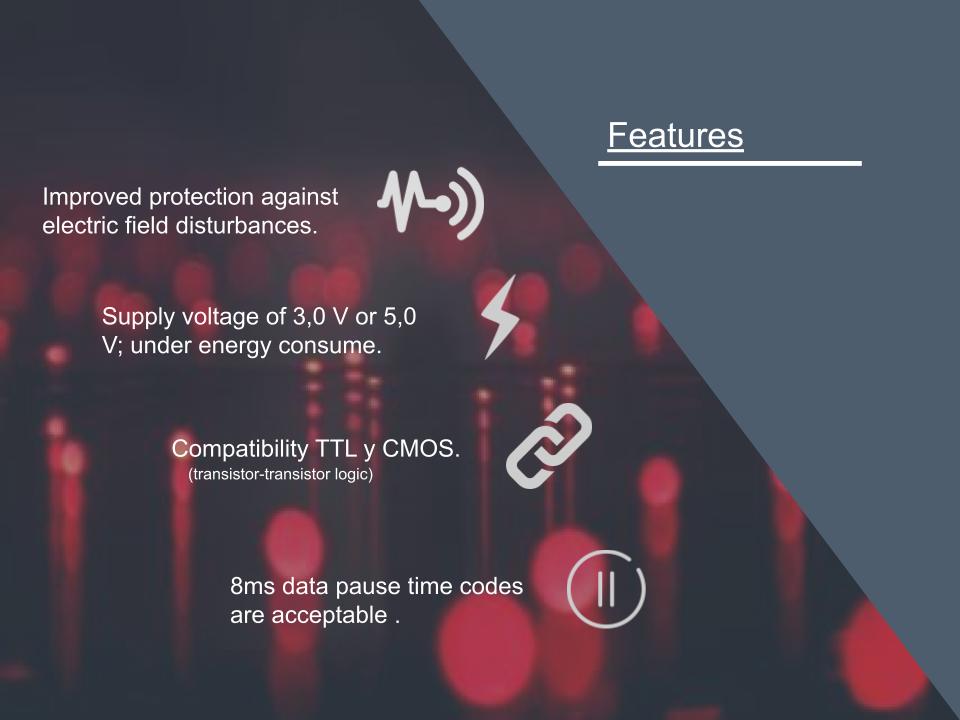 Features
Improved protection against
electric field disturbances.
Supply voltage of 3,0 V or 5,0
V; under energy consume.
Compatibility TTL y CMOS.
(transistor-transistor logic)
8ms data pause time codes
are acceptable .